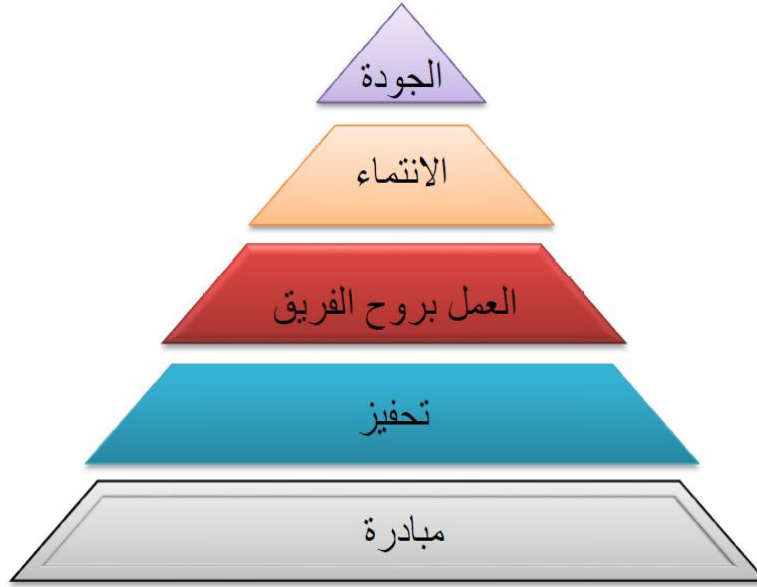 الجودة
الانتماء
العمل بروح الفريق
تحفيز
مبادرة